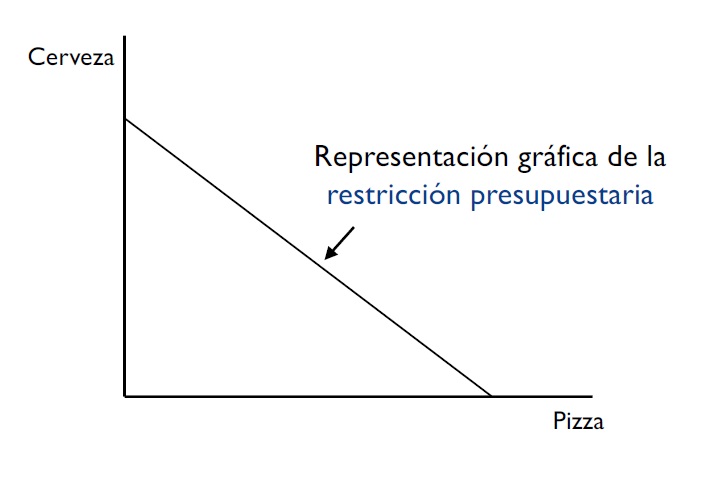 Cerveza
Representación gráfica de la
restricción presupuestaria
Pizza